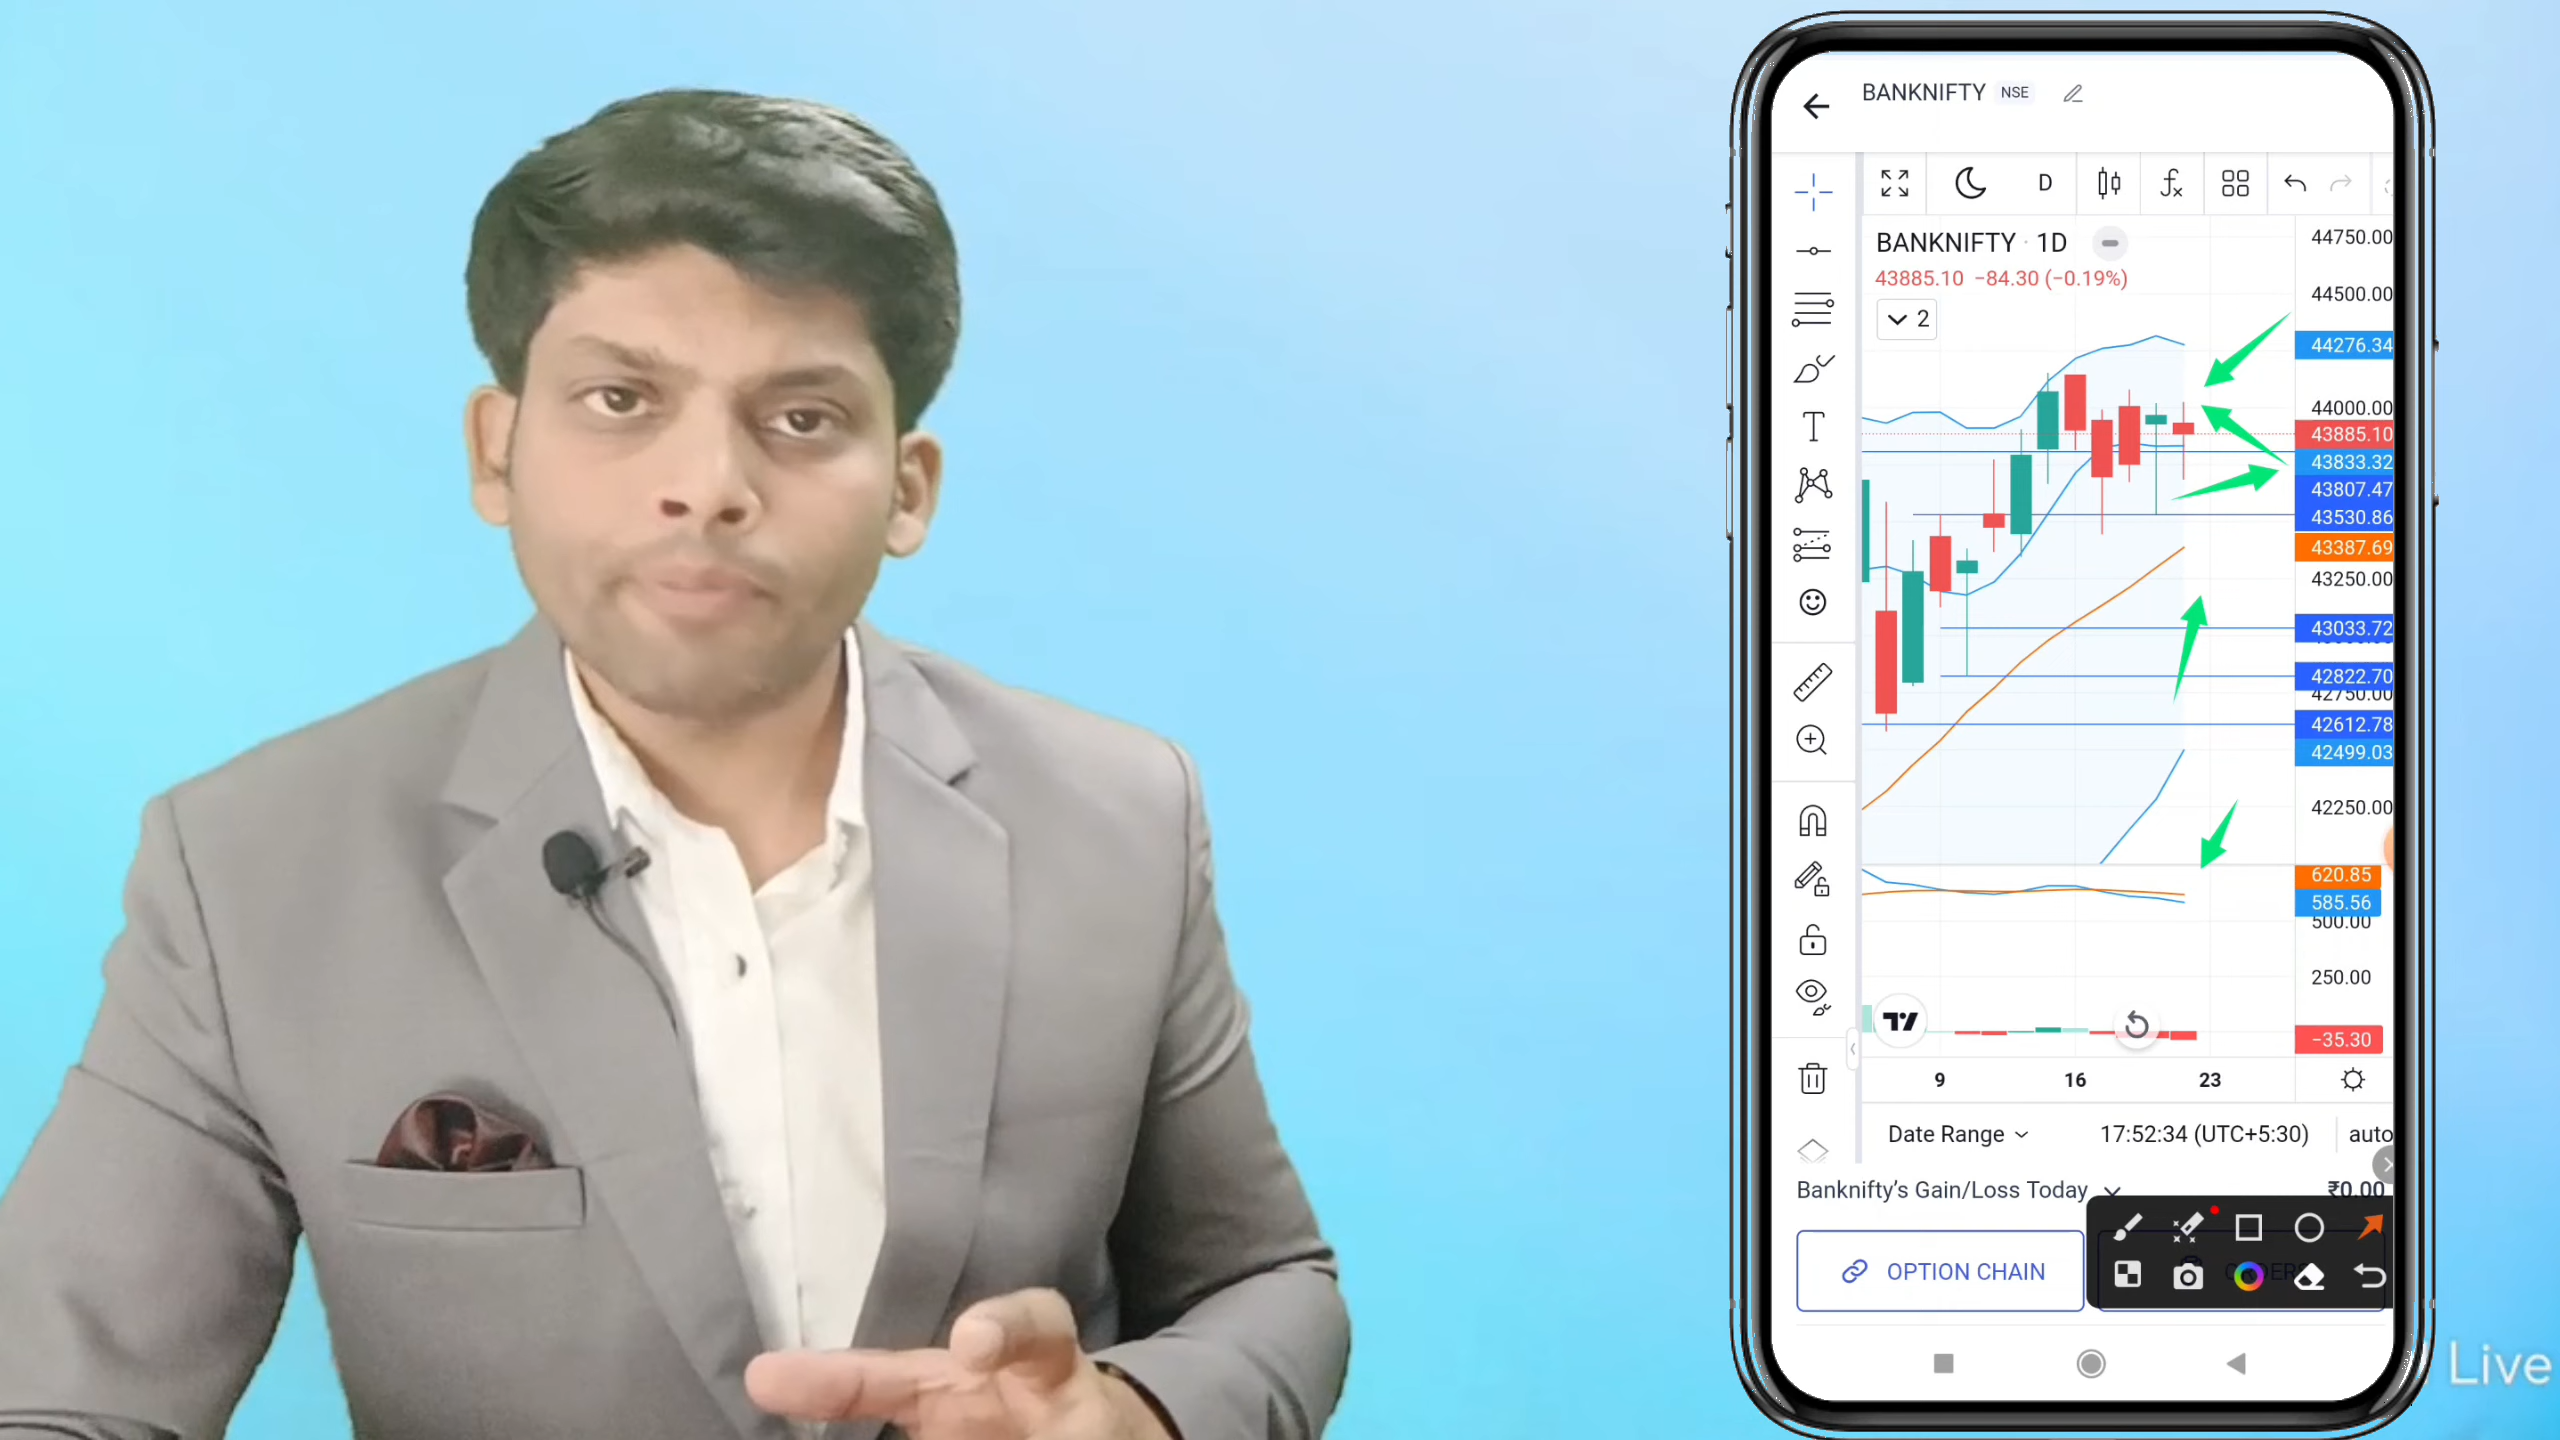 BANKNIFTY NSE
D
BANKNIFTY · 1D
43885.10 −84.30 (−0.19%)
2
44750.00
44500.00
44276.34
44000.00
43885.10
43833.32
43807.47
43530.86
43387.69
43250.00
43033.72
42822.70
42750.00
42612.78
42499.03
42250.00
620.85
585.56
500.00
250.00
−35.30
9 16 23
Date Range 17:52:34 (UTC+5:30) auto
Banknifty’s Gain/Loss Today ₹0.00
OPTION CHAIN
Live